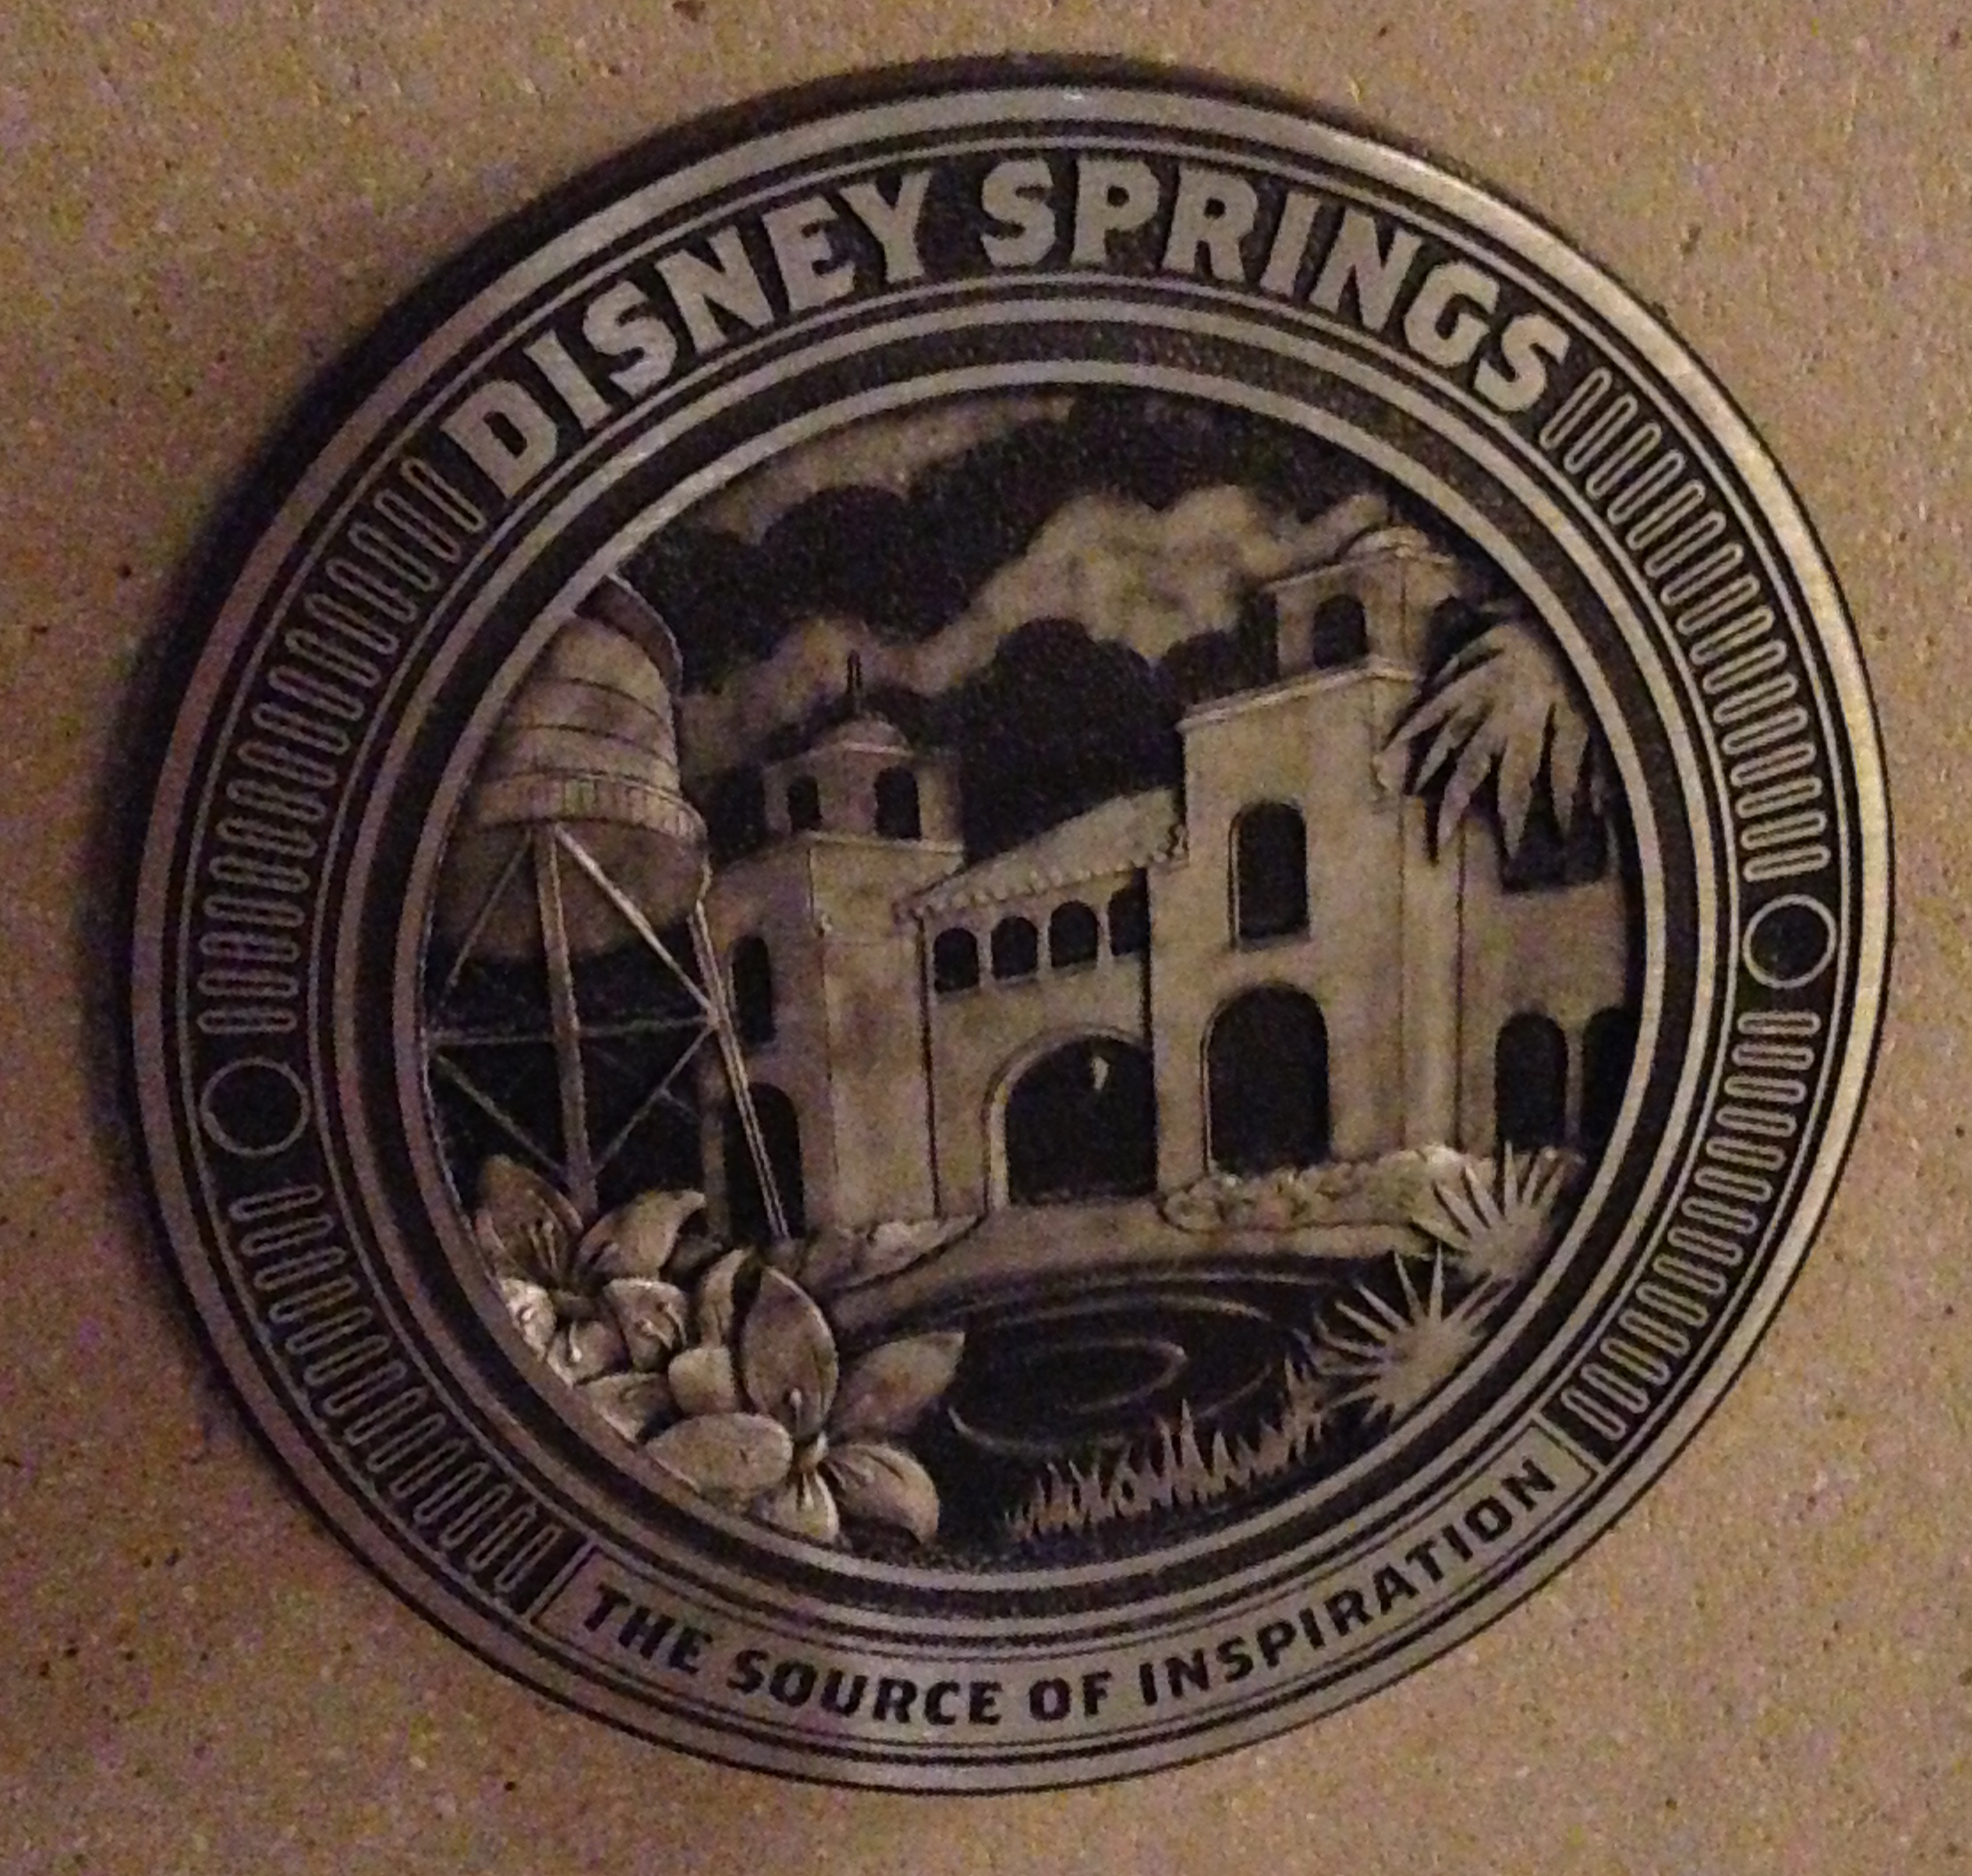 DISNEY SPRINGS
THE SOURCE OF INSPIRATION